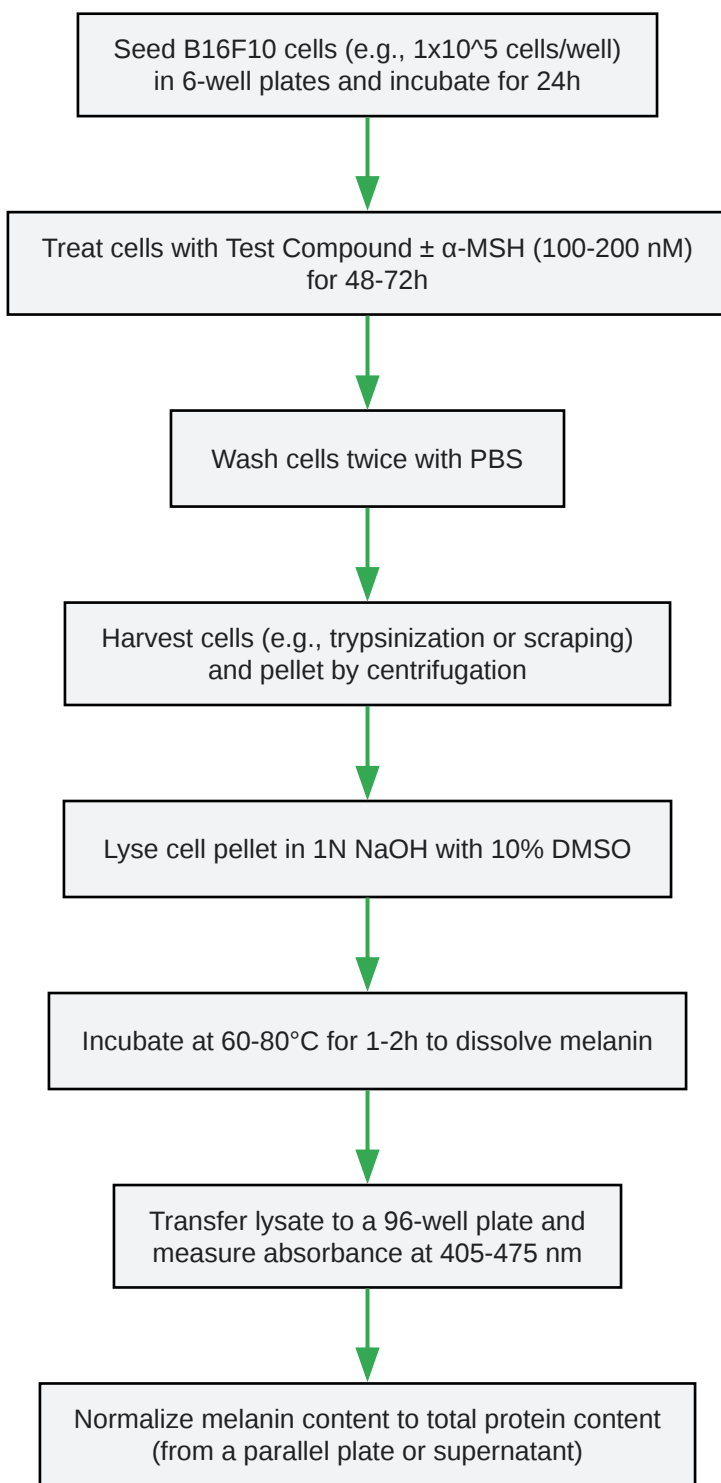 Seed B16F10 cells (e.g., 1x10^5 cells/well)
in 6-well plates and incubate for 24h
Treat cells with Test Compound ± α-MSH (100-200 nM)
for 48-72h
Wash cells twice with PBS
Harvest cells (e.g., trypsinization or scraping)
and pellet by centrifugation
Lyse cell pellet in 1N NaOH with 10% DMSO
Incubate at 60-80°C for 1-2h to dissolve melanin
Transfer lysate to a 96-well plate and
measure absorbance at 405-475 nm
Normalize melanin content to total protein content
(from a parallel plate or supernatant)